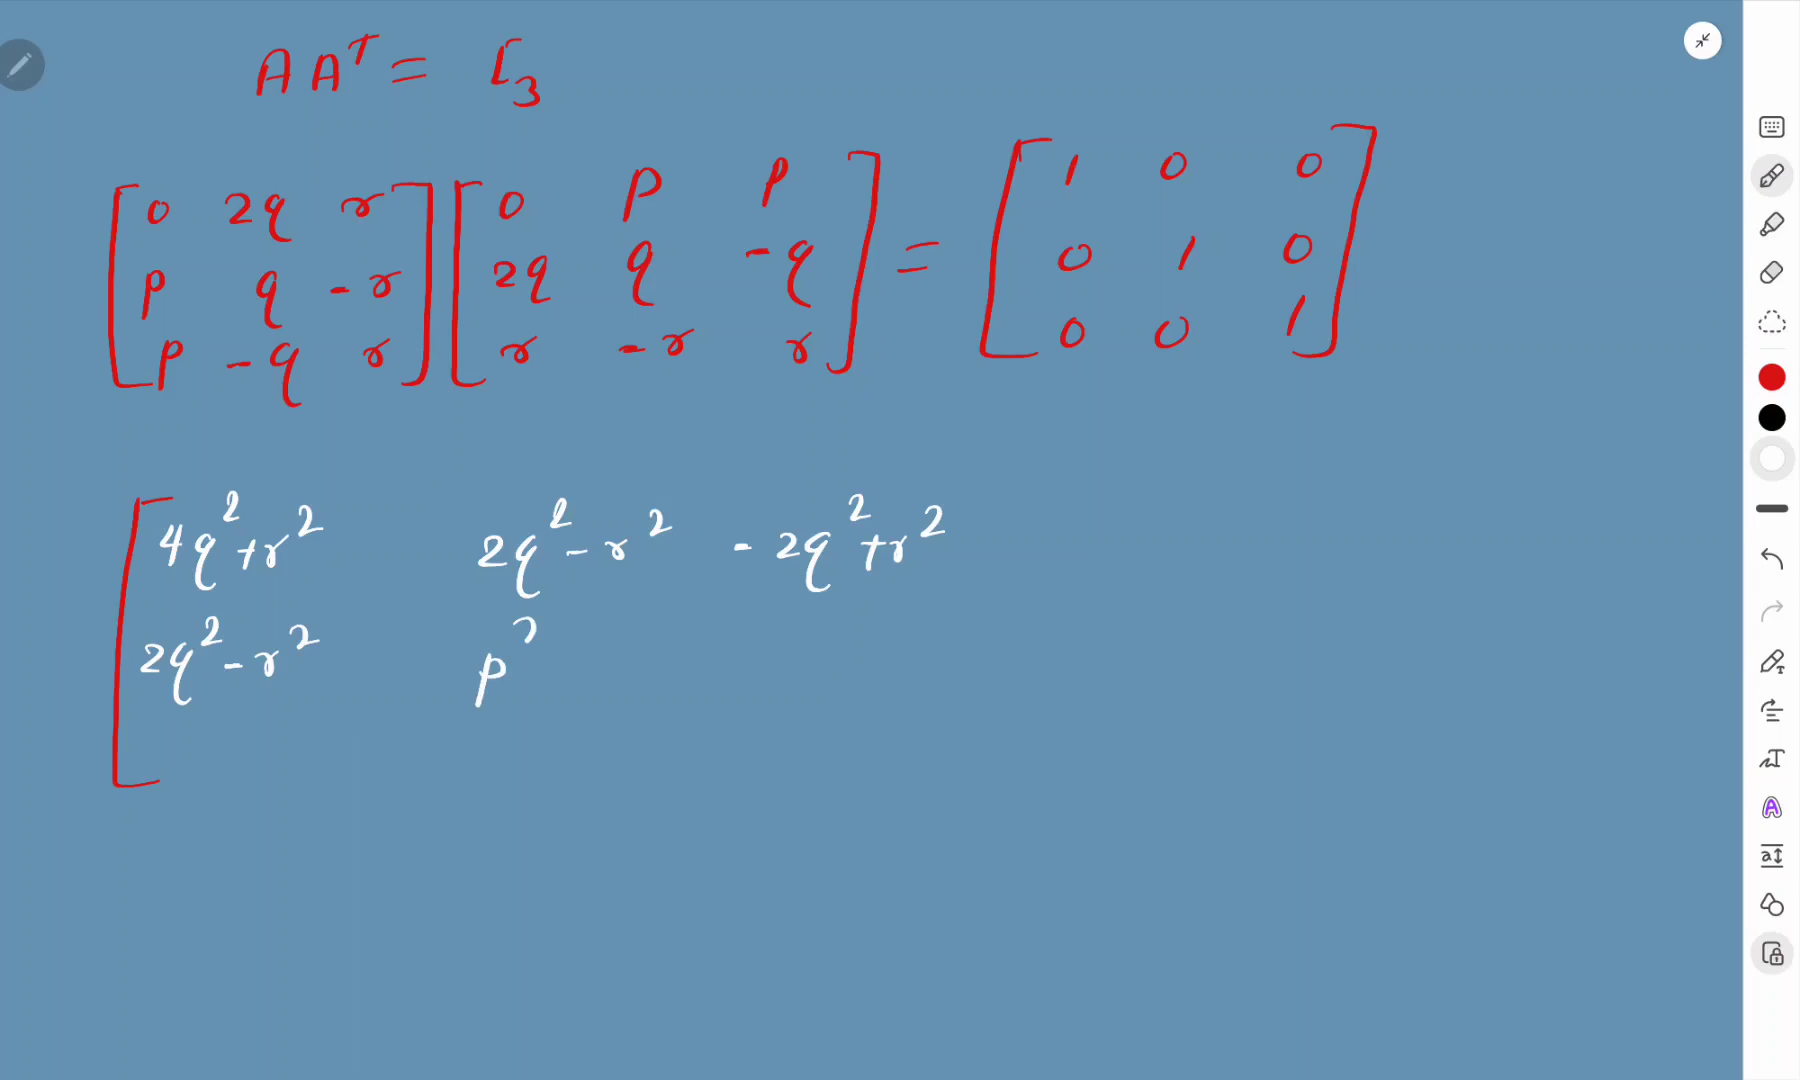 A Aᵀ = I₃
[0 2q r] [0 p p] = [1 0 0]
[p q -r] [2q q -q] [0 1 0]
[p -q r] [r -r r] [0 0 1]
[4q²+r² 2q²-r² -2q²+r²
2q²-r² p²